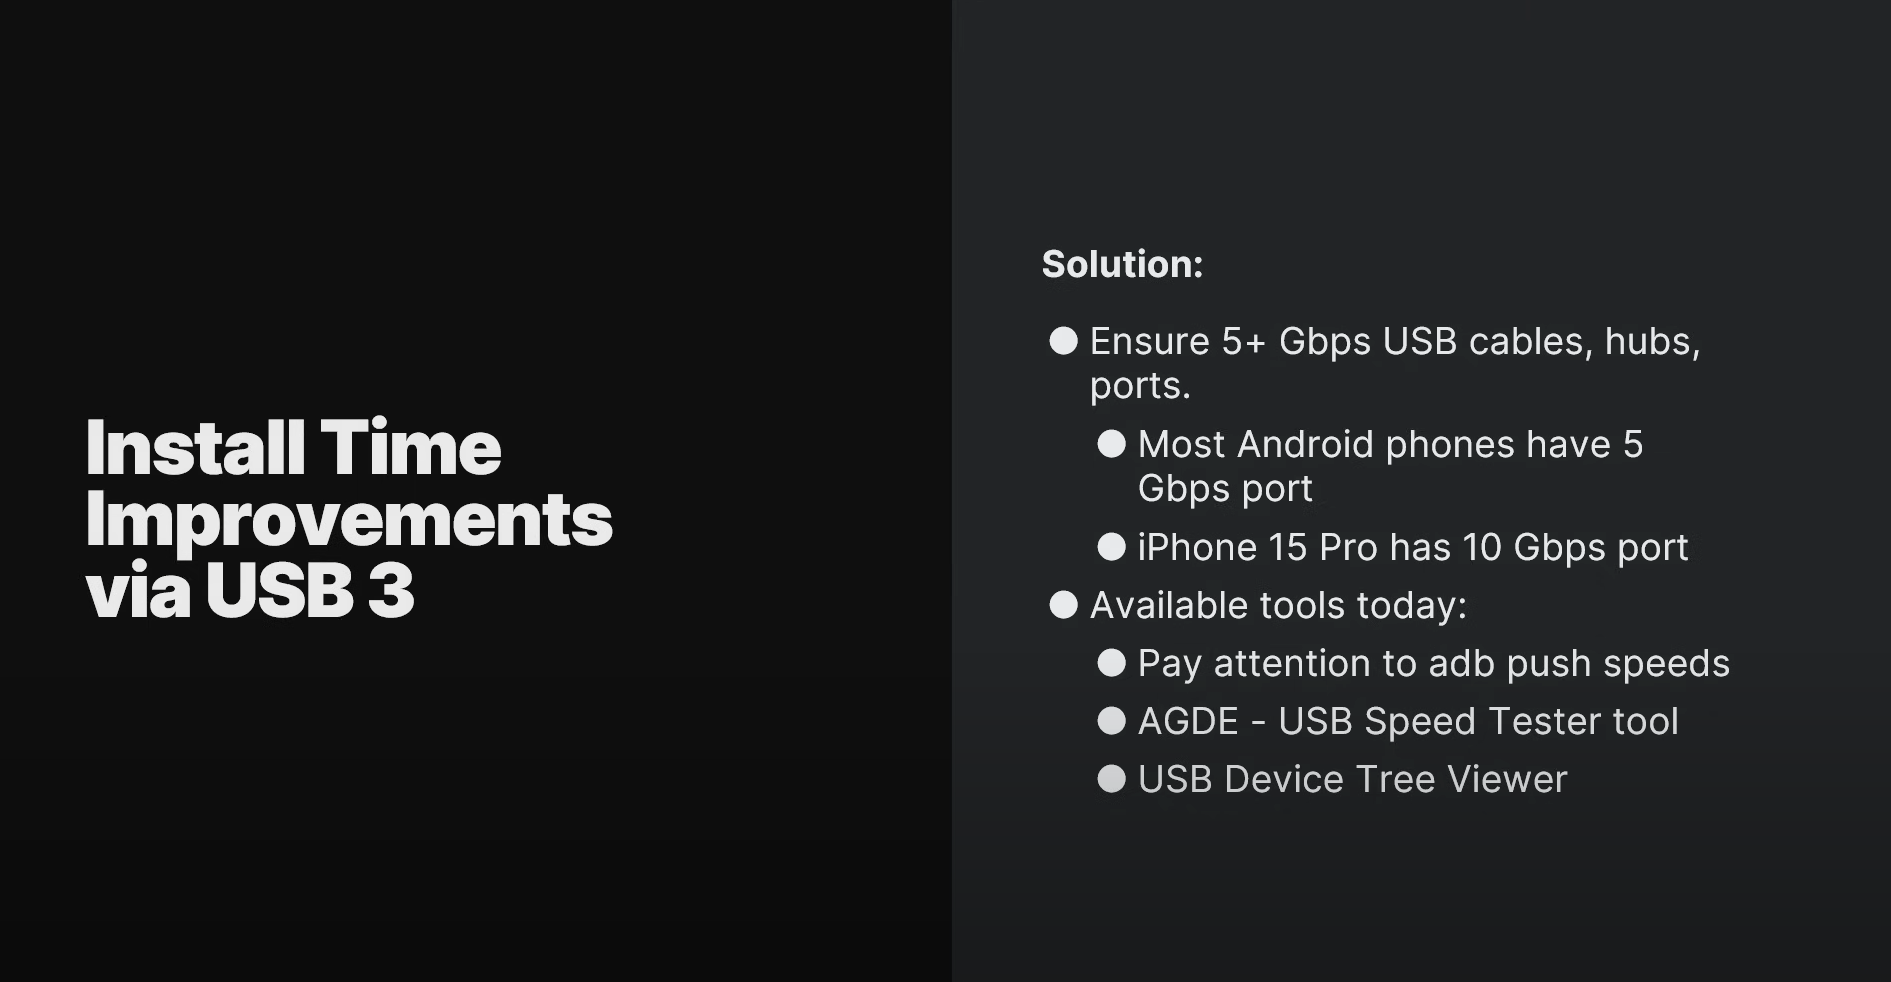 Install Time
Improvements
via USB 3
Solution:
● Ensure 5+ Gbps USB cables, hubs,
ports.
● Most Android phones have 5
Gbps port
● iPhone 15 Pro has 10 Gbps port
● Available tools today:
● Pay attention to adb push speeds
● AGDE - USB Speed Tester tool
● USB Device Tree Viewer